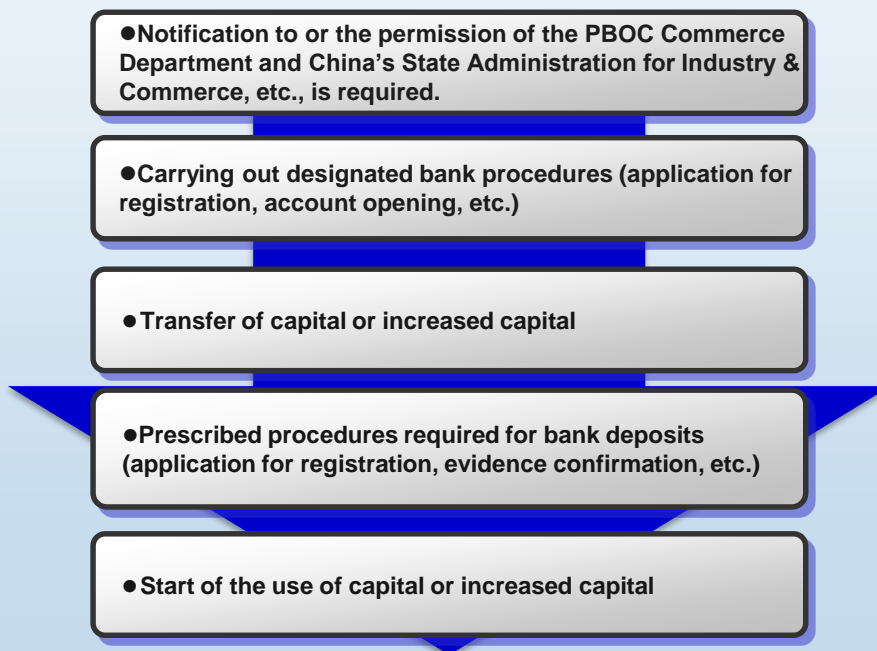 ●Notification to or the permission of the PBOC Commerce
Department and China's State Administration for Industry &
Commerce, etc., is required.
●Carrying out designated bank procedures (application for
registration, account opening, etc.)
●Transfer of capital or increased capital
●Prescribed procedures required for bank deposits
(application for registration, evidence confirmation, etc.)
●Start of the use of capital or increased capital